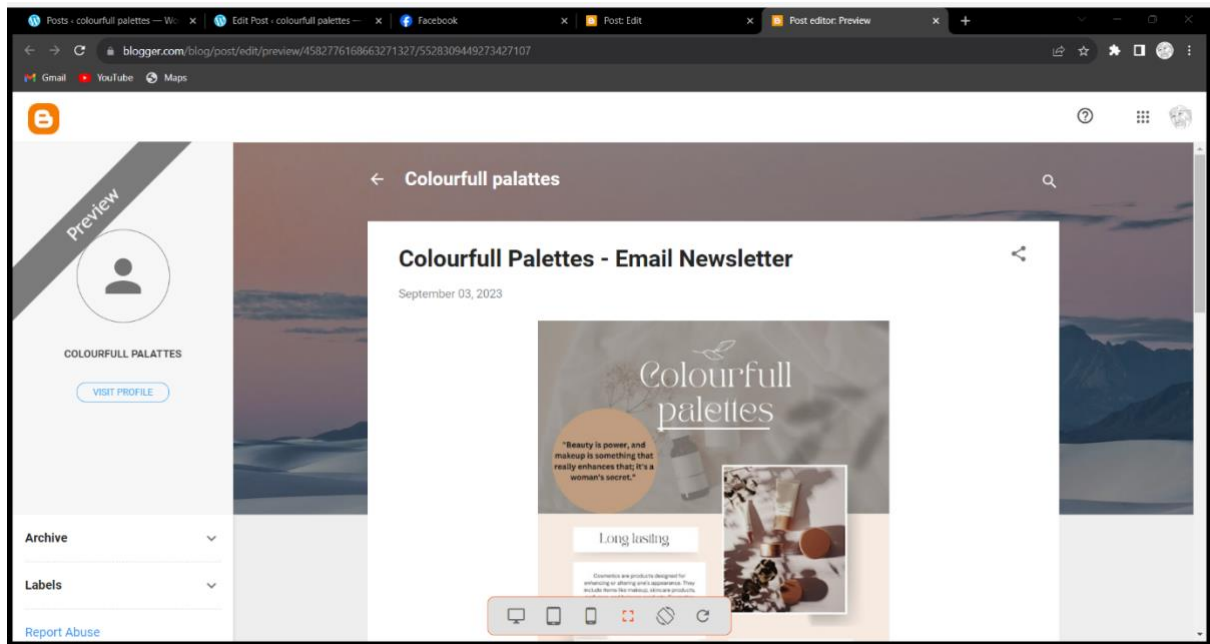 Posts ‹ colourfull palettes — Wo
Edit Post ‹ colourfull palettes —
Facebook
Post: Edit
Post editor: Preview
blogger.com/blog/post/edit/preview/4582776168663271327/5528309449273427107
Gmail
YouTube
Maps
Preview
Colourfull palattes
Colourfull Palettes - Email Newsletter
September 03, 2023
COLOURFULL PALATTES
VISIT PROFILE
Colourfull
palettes
"Beauty is power, and
makeup is something that
really enhances that; it's a
woman's secret."
Long lasting
Cosmetics are products designed for
enhancing or altering one's appearance. They
include items like makeup, skincare products,
Archive
Labels
Report Abuse